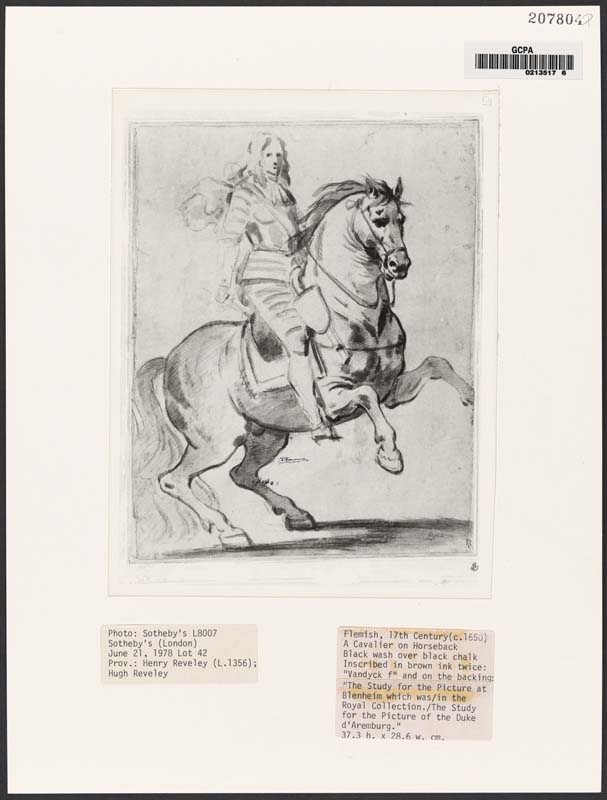 2078042
GCPA
0213517 6
Photo: Sotheby's L8007
Sotheby's (London)
June 21, 1978 Lot 42
Prov.: Henry Reveley (L.1356);
Hugh Reveley
Flemish, 17th Century(c.1650)
A Cavalier on Horseback
Black wash over black chalk
Inscribed in brown ink twice:
"Vandyck f" and on the backing:
"The Study for the Picture at
Blenheim which was/in the
Royal Collection./The Study
for the Picture of the Duke
d'Aremburg."
37.3 h. x 28.6 w. cm.